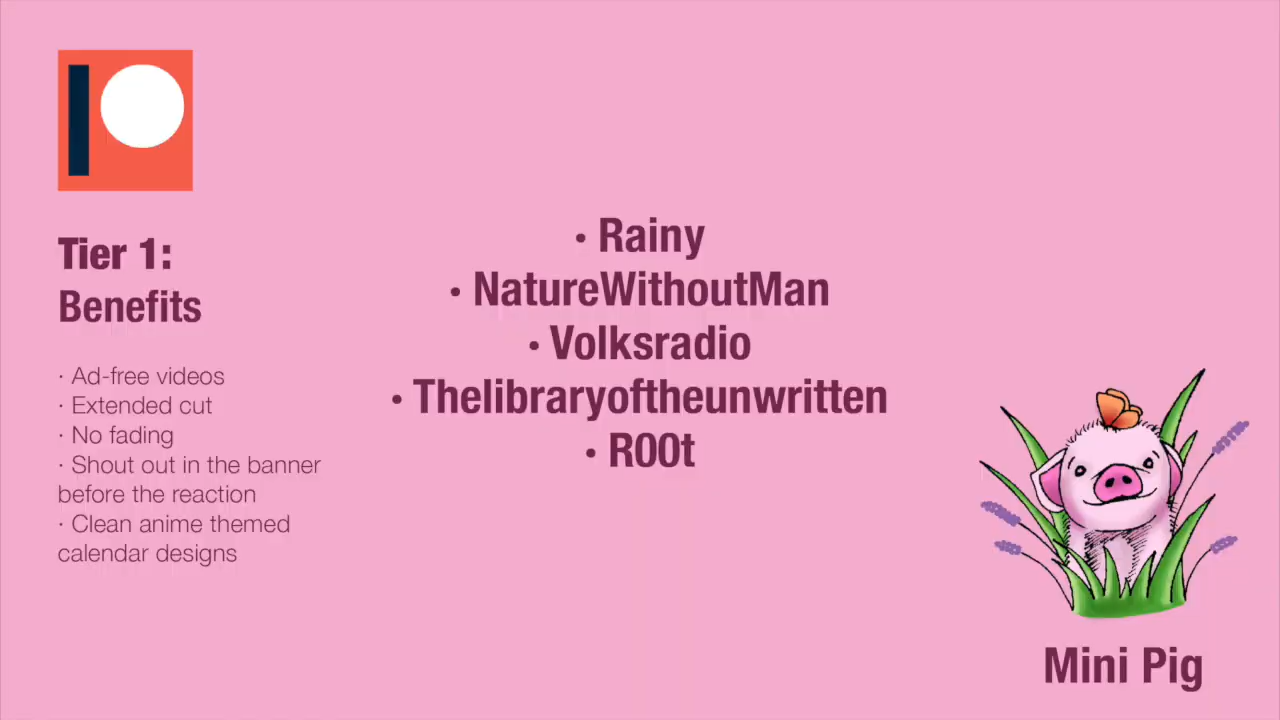 Tier 1:
Benefits
· Ad-free videos
· Extended cut
· No fading
· Shout out in the banner
before the reaction
· Clean anime themed
calendar designs
• Rainy
• NatureWithoutMan
• Volksradio
• Thelibraryoftheunwritten
• R00t
Mini Pig